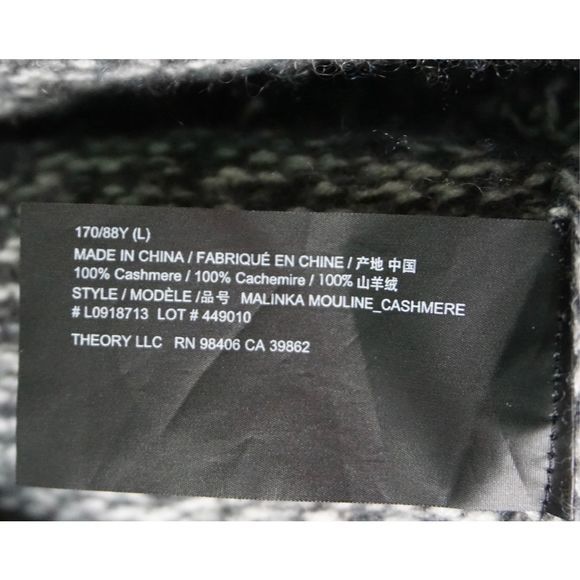 170/88Y (L)
MADE IN CHINA / FABRIQUÉ EN CHINE / 产地 中国
100% Cashmere / 100% Cachemire / 100% 山羊绒
STYLE / MODÈLE /品号 MALINKA MOULINE_CASHMERE
# L0918713 LOT # 449010
THEORY LLC RN 98406 CA 39862